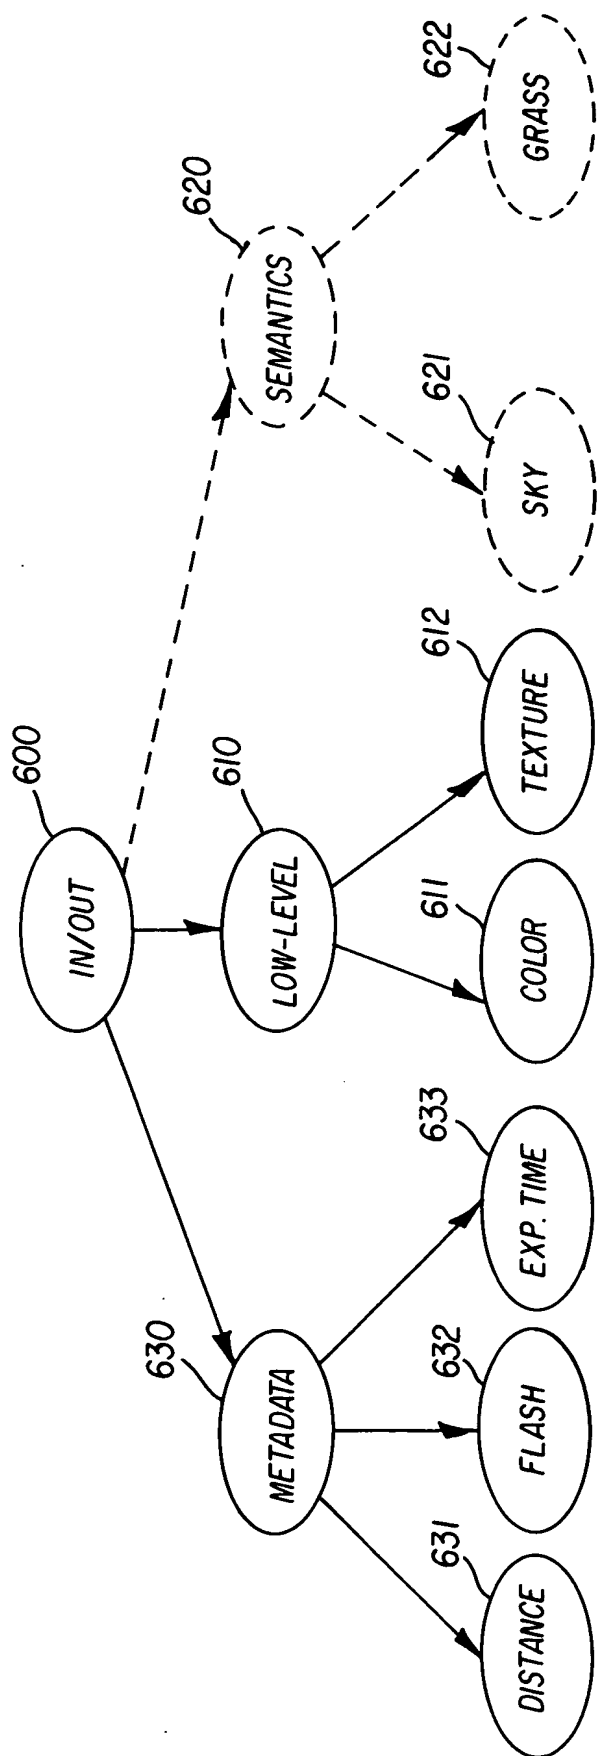 600
IN/OUT
630
METADATA
610
LOW-LEVEL
620
SEMANTICS
631
DISTANCE
632
FLASH
633
EXP. TIME
611
COLOR
612
TEXTURE
621
SKY
622
GRASS